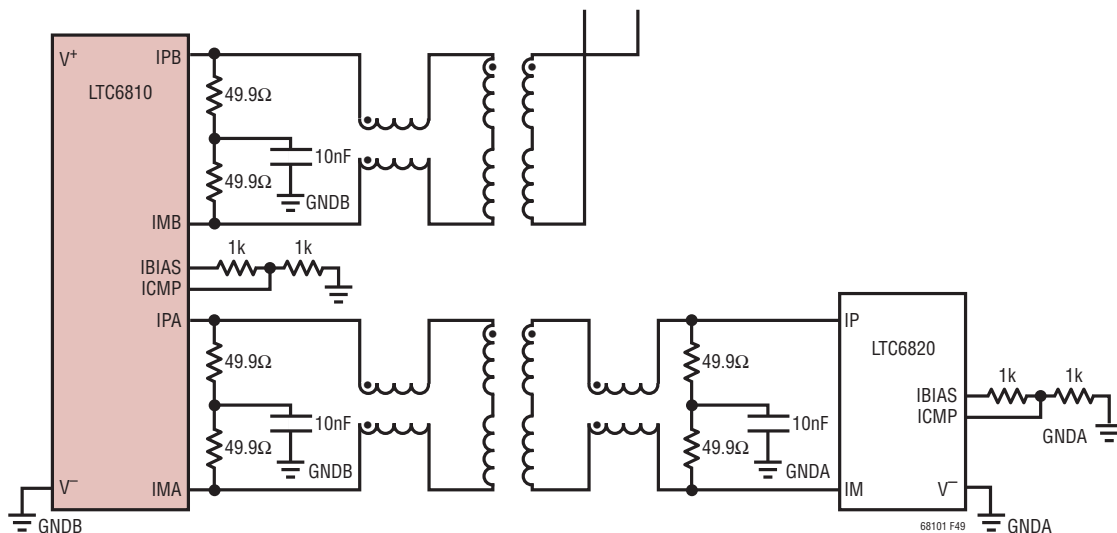 V+
IPB
LTC6810
49.9Ω
10nF
49.9Ω
GNDB
IMB
1k
1k
IBIAS
ICMP
IPA
IP
LTC6820
49.9Ω
49.9Ω
1k
1k
IBIAS
10nF
10nF
ICMP
49.9Ω
49.9Ω
GNDA
GNDB
GNDA
V−
IMA
IM
V−
GNDB
68101 F49
GNDA